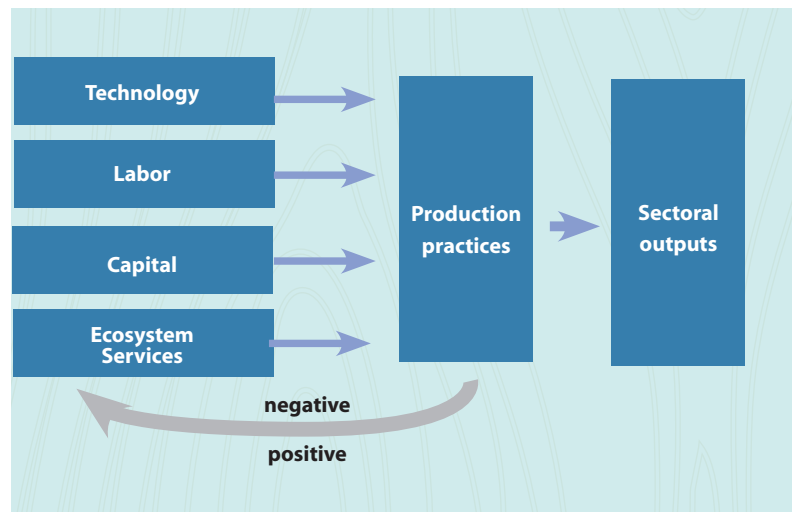 Technology
Labor
Capital
Ecosystem
Services
Production
practices
Sectoral
outputs
negative
positive